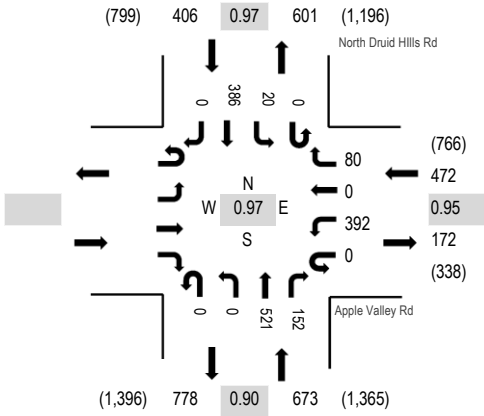 (799) 406 0.97 601 (1,196)
North Druid HIlls Rd
0 386 20 0
(766)
80
472
N
0
W 0.97 E
0.95
S
392
172
0
(338)
0 0 521 152
Apple Valley Rd
(1,396) 778 0.90 673 (1,365)